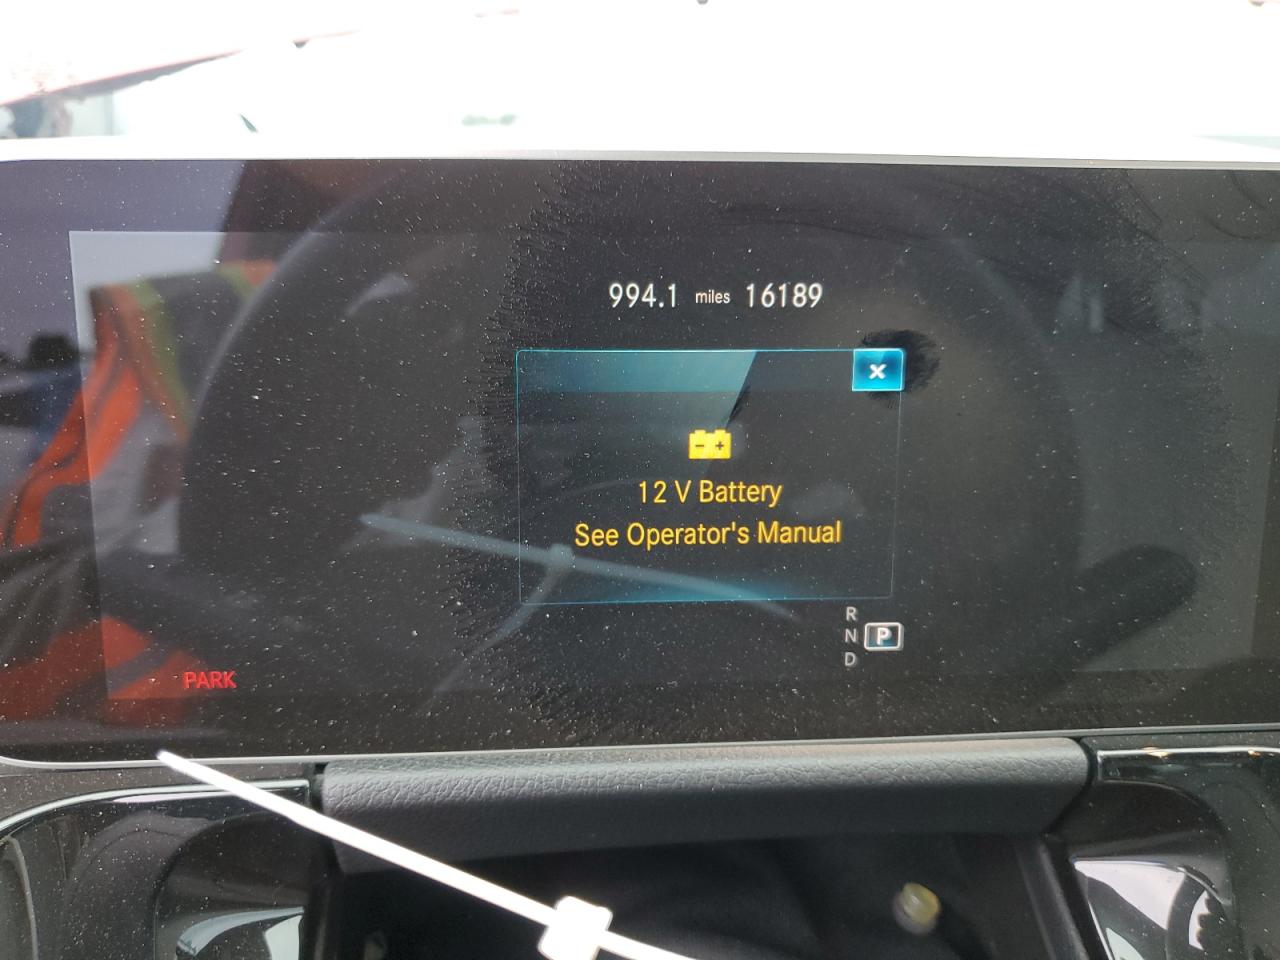 994.1 miles 16189
×
12 V Battery
See Operator's Manual
R
N P
D
PARK